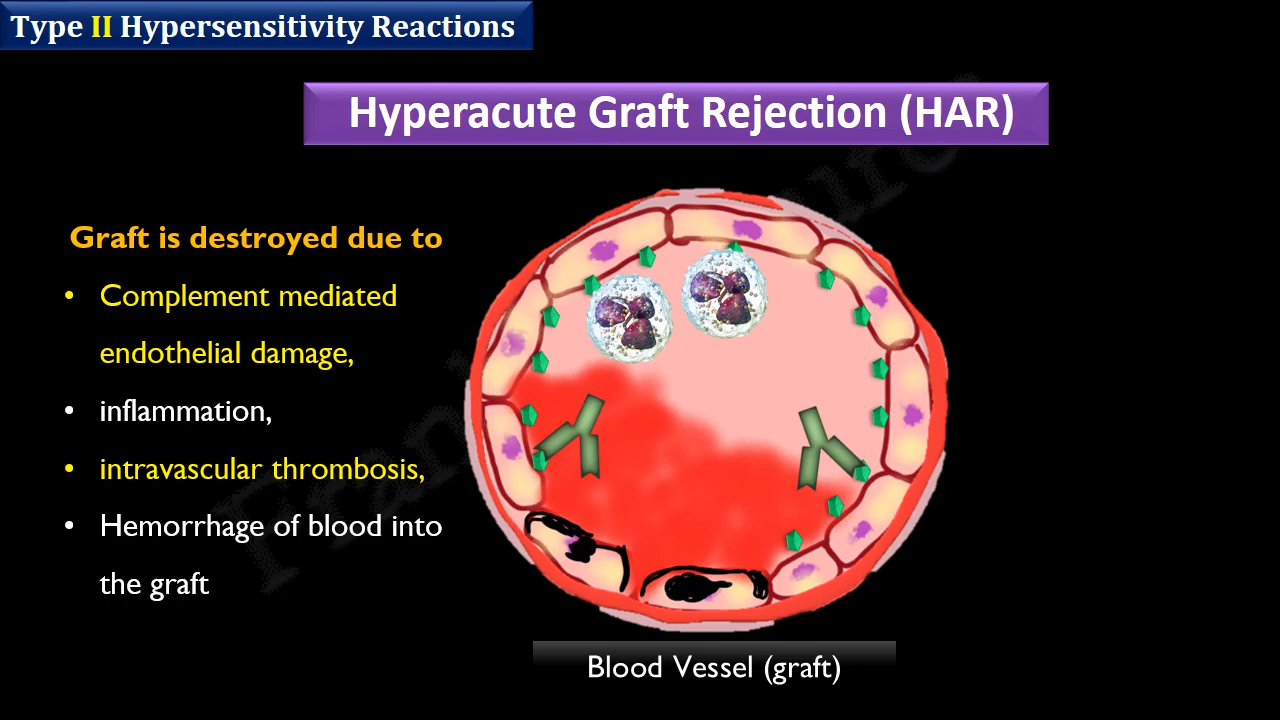 Type II Hypersensitivity Reactions
Hyperacute Graft Rejection (HAR)
Graft is destroyed due to
• Complement mediated
endothelial damage,
• inflammation,
• intravascular thrombosis,
• Hemorrhage of blood into
the graft
Blood Vessel (graft)